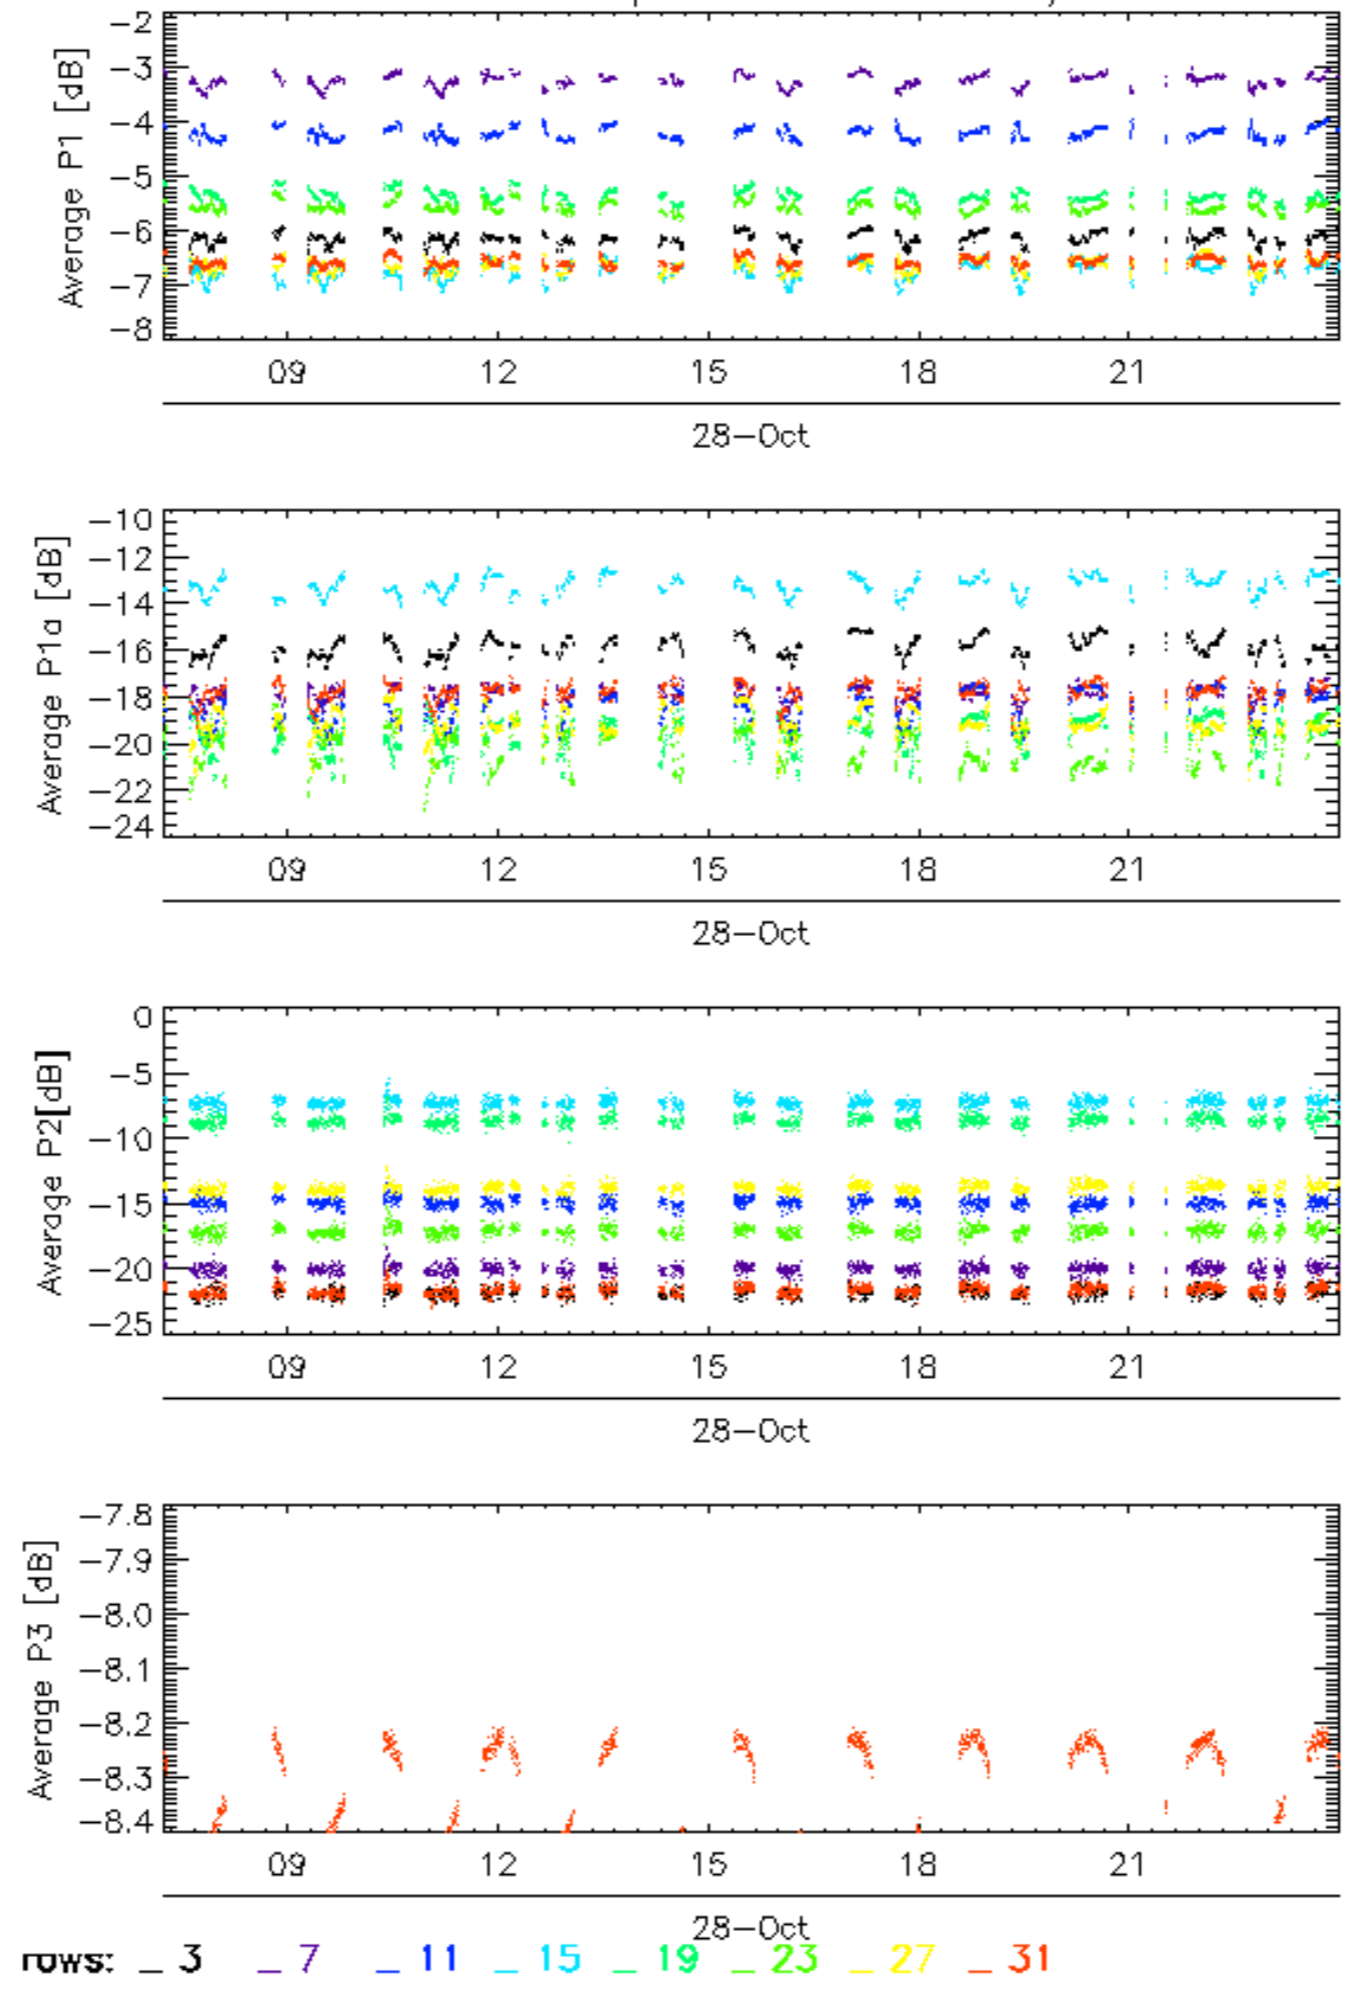 Average P1 [dB]
−2
−3
−4
−5
−6
−7
−8
09 12 15 18 21
28−Oct
Average P1a [dB]
−10
−12
−14
−16
−18
−20
−22
−24
09 12 15 18 21
28−Oct
Average P2[dB]
0
−5
−10
−15
−20
−25
09 12 15 18 21
28−Oct
Average P3 [dB]
−7.8
−7.9
−8.0
−8.1
−8.2
−8.3
−8.4
09 12 15 18 21
28−Oct
rows: _ 3 _ 7 _ 11 _ 15 _ 19 _ 23 _ 27 _ 31